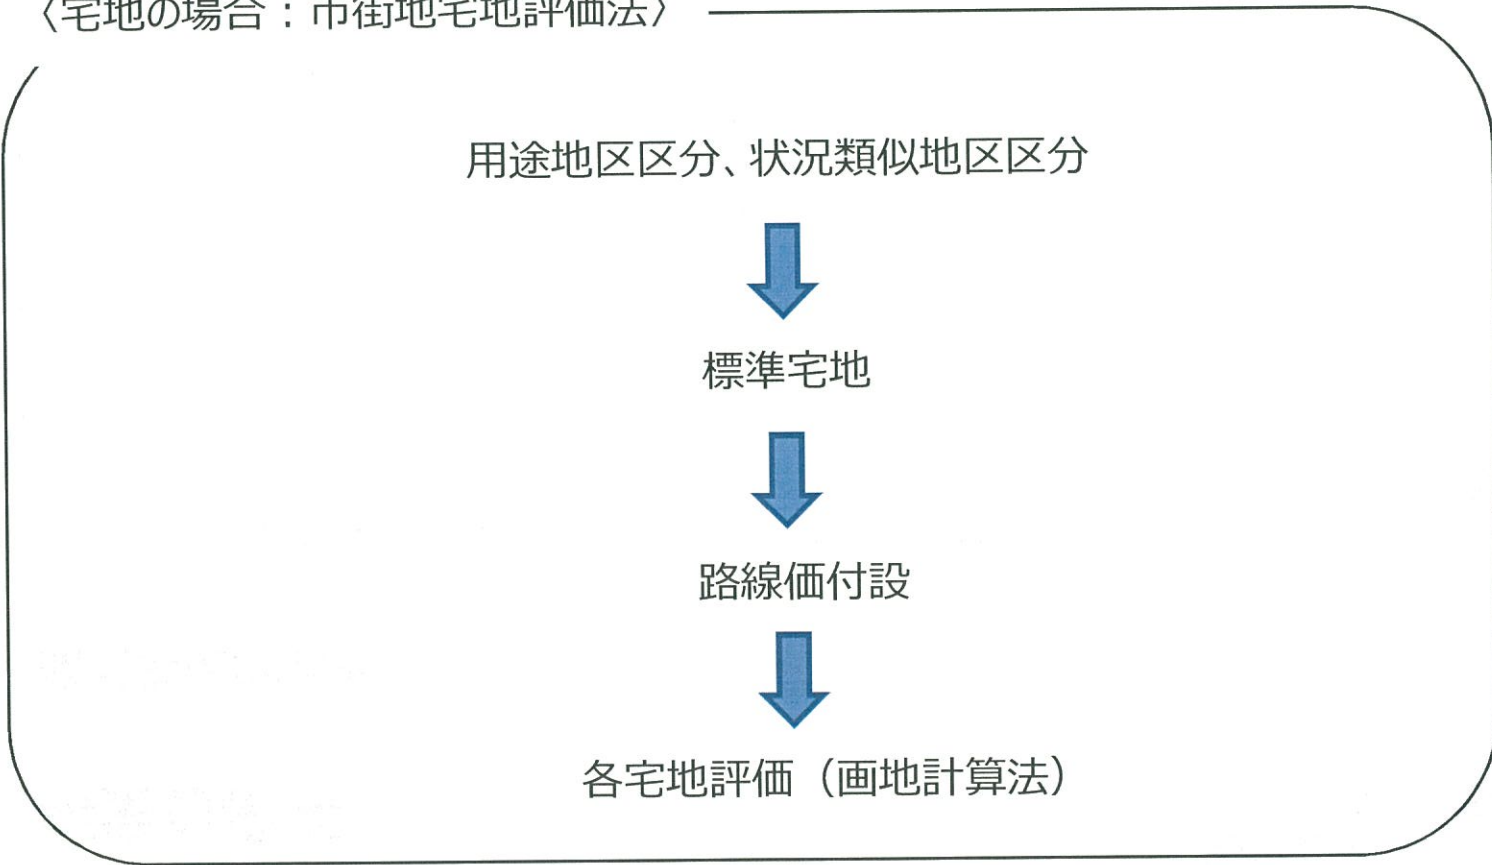 〈宅地の場合：市街地宅地評価法〉
用途地区区分、状況類似地区区分
標準宅地
路線価付設
各宅地評価（画地計算法）